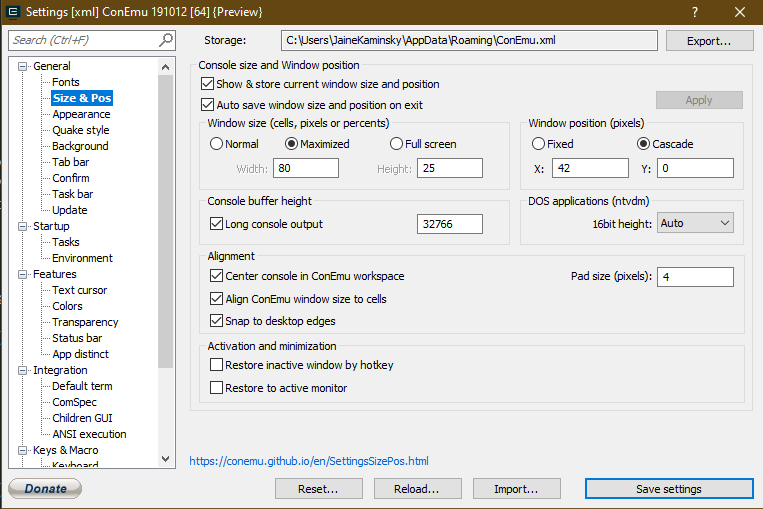 Settings [xml] ConEmu 191012 [64] {Preview}
Search (Ctrl+F)
Storage:
C:\Users\JaineKaminsky\AppData\Roaming\ConEmu.xml
Export...
General
Fonts
Size & Pos
Appearance
Quake style
Background
Tab bar
Confirm
Task bar
Update
Startup
Tasks
Environment
Features
Text cursor
Colors
Transparency
Status bar
App distinct
Integration
Default term
ComSpec
Children GUI
ANSI execution
Keys & Macro
Keyboard
Console size and Window position
Show & store current window size and position
Auto save window size and position on exit
Apply
Window size (cells, pixels or percents)
Normal Maximized Full screen
Width: 80 Height: 25
Window position (pixels)
Fixed Cascade
X: 42 Y: 0
Console buffer height
Long console output 32766
DOS applications (ntvdm)
16bit height: Auto
Alignment
Center console in ConEmu workspace
Pad size (pixels): 4
Align ConEmu window size to cells
Snap to desktop edges
Activation and minimization
Restore inactive window by hotkey
Restore to active monitor
https://conemu.github.io/en/SettingsSizePos.html
Donate
Reset...
Reload...
Import...
Save settings